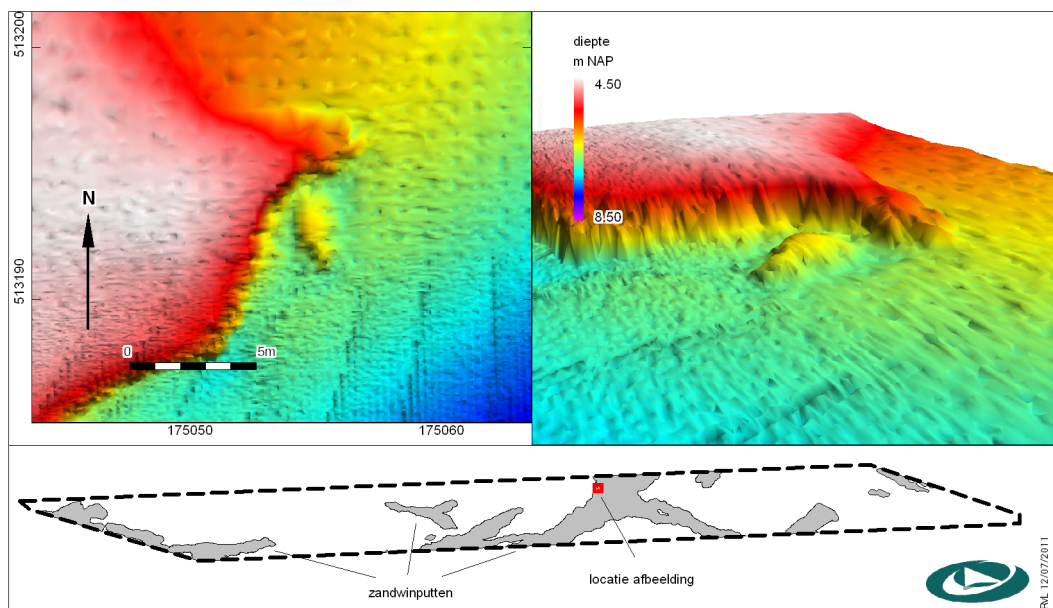 513200
N
513190
0
5m
175050
175060
diepte
m NAP
4.50
8.50
zandwinputten
locatie afbeelding
RvL 12/07/2011